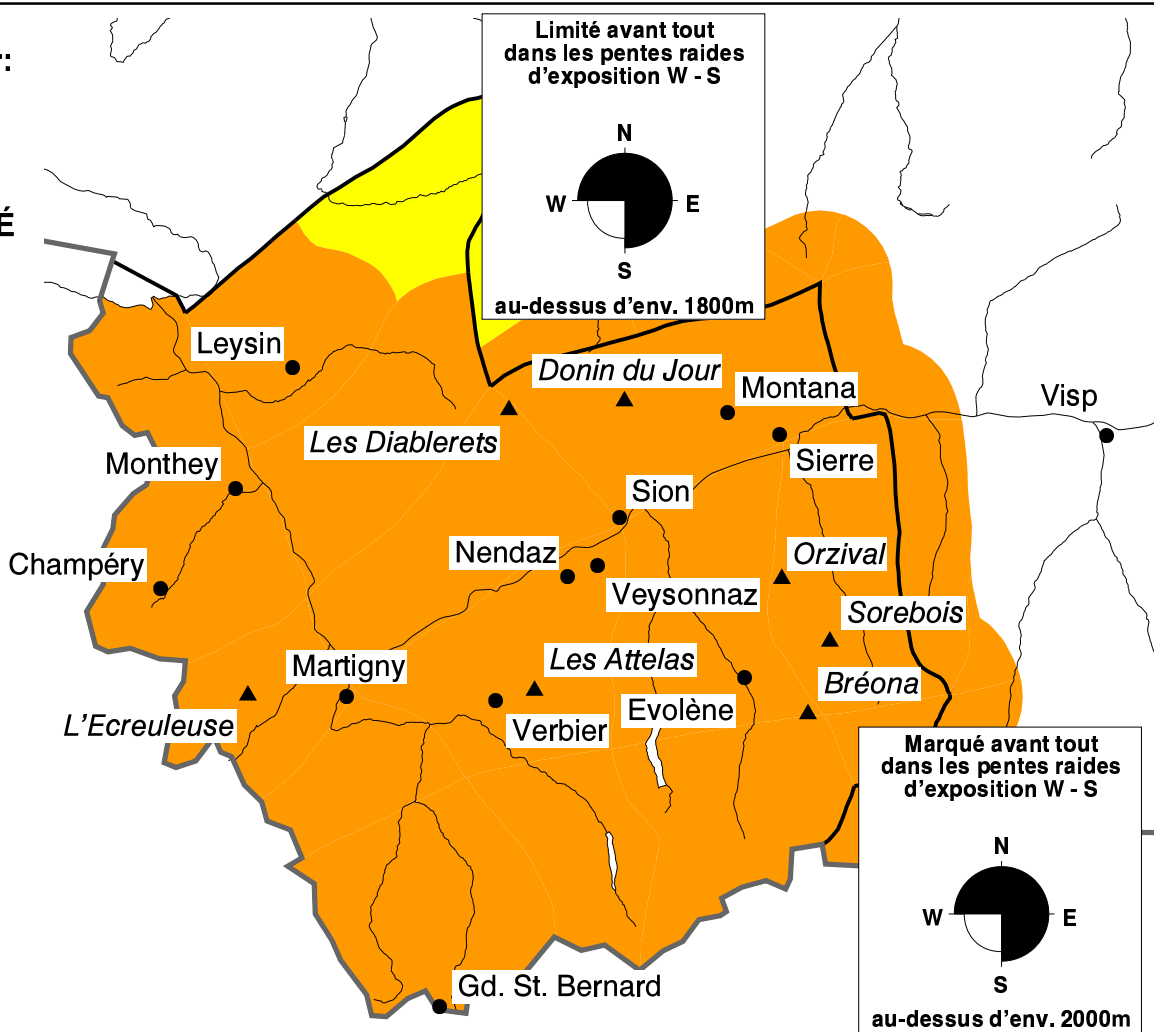 r:
É
Limité avant tout
dans les pentes raides
d'exposition W - S
N
W E
S
au-dessus d'env. 1800m
Leysin
Donin du Jour
Montana
Visp
Les Diablerets
Sierre
Monthey
Sion
Nendaz
Orzival
Champéry
Veysonnaz
Sorebois
Martigny
Les Attelas
Bréona
L'Ecreuleuse
Verbier
Evolène
Marqué avant tout
dans les pentes raides
d'exposition W - S
N
W E
S
Gd. St. Bernard
au-dessus d'env. 2000m